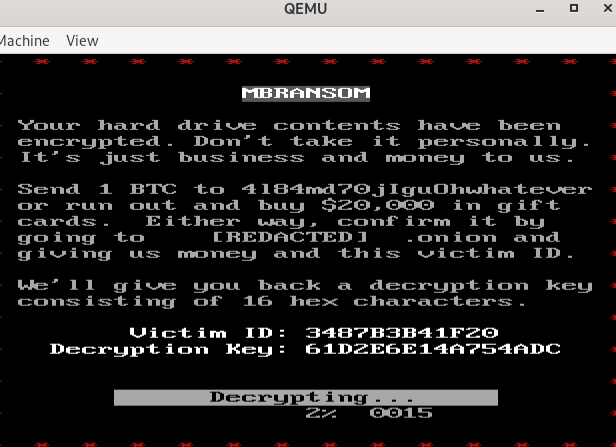 QEMU
Machine View
MBRANSOM
Your hard drive contents have been
encrypted. Don't take it personally.
It's just business and money to us.
Send 1 BTC to 4l84md70jIguOhwhatever
or run out and buy $20,000 in gift
cards. Either way, confirm it by
going to [REDACTED] .onion and
giving us money and this victim ID.
We'll give you back a decryption key
consisting of 16 hex characters.
Victim ID: 3487B3B41F20
Decryption Key: 61D2E6E14A754ADC
Decrypting...
2% 0015